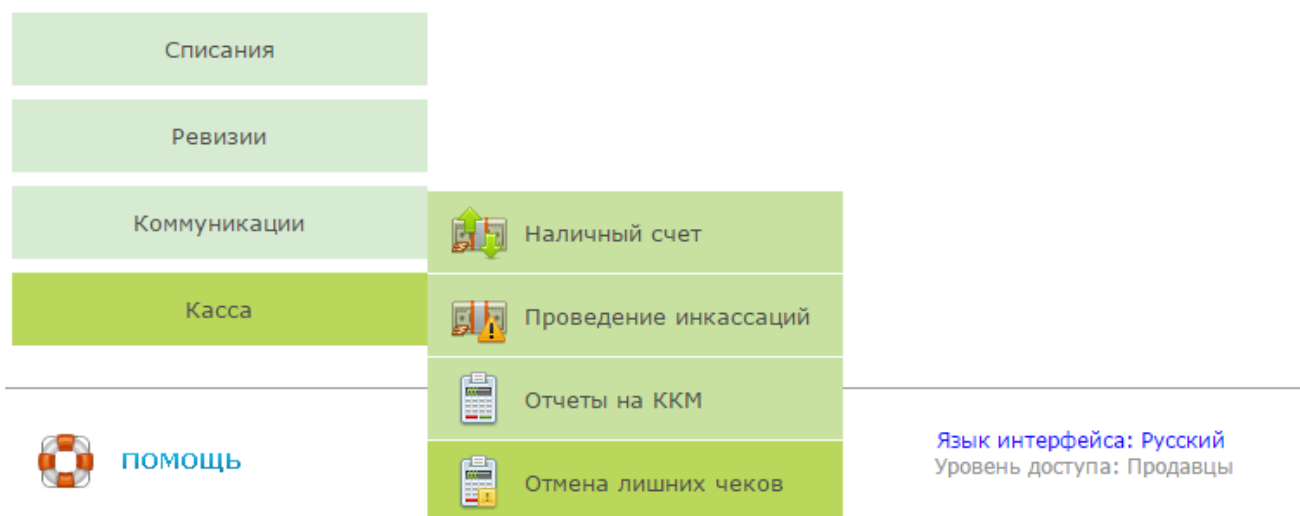 Списания
Ревизии
Коммуникации
Касса
Наличный счет
Проведение инкассаций
Отчеты на ККМ
Отмена лишних чеков
ПОМОЩЬ
Язык интерфейса: Русский
Уровень доступа: Продавцы